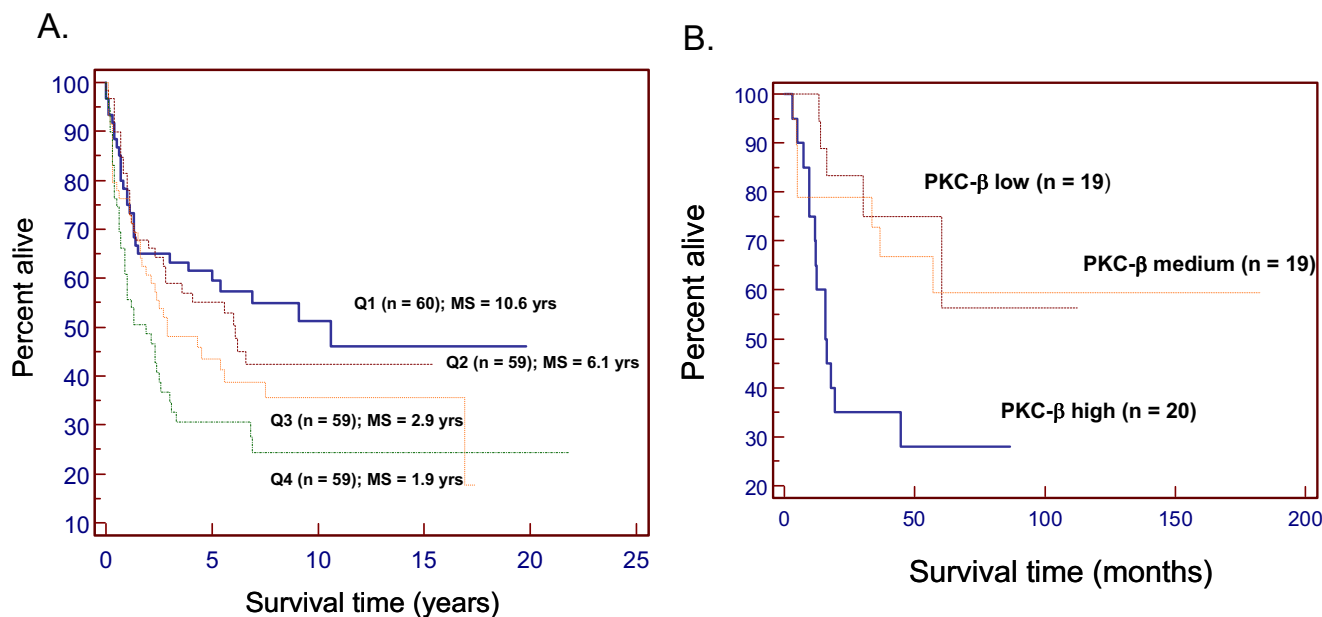 A.
100
90
80
70
60
50
40
30
20
10
Percent alive
Q1 (n = 60); MS = 10.6 yrs
Q2 (n = 59); MS = 6.1 yrs
Q3 (n = 59); MS = 2.9 yrs
Q4 (n = 59); MS = 1.9 yrs
0 5 10 15 20 25
Survival time (years)
B.
100
90
80
70
60
50
40
30
20
Percent alive
PKC-β low (n = 19)
PKC-β medium (n = 19)
PKC-β high (n = 20)
0 50 100 150 200
Survival time (months)